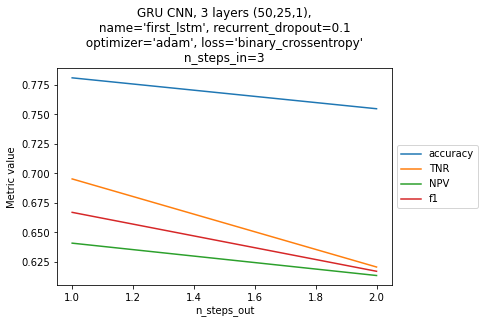 GRU CNN, 3 layers (50,25,1),
name='first_lstm', recurrent_dropout=0.1
optimizer='adam', loss='binary_crossentropy'
n_steps_in=3
0.775
0.750
0.725
0.700
0.675
0.650
0.625
Metric value
accuracy
TNR
NPV
f1
1.0 1.2 1.4 1.6 1.8 2.0
n_steps_out